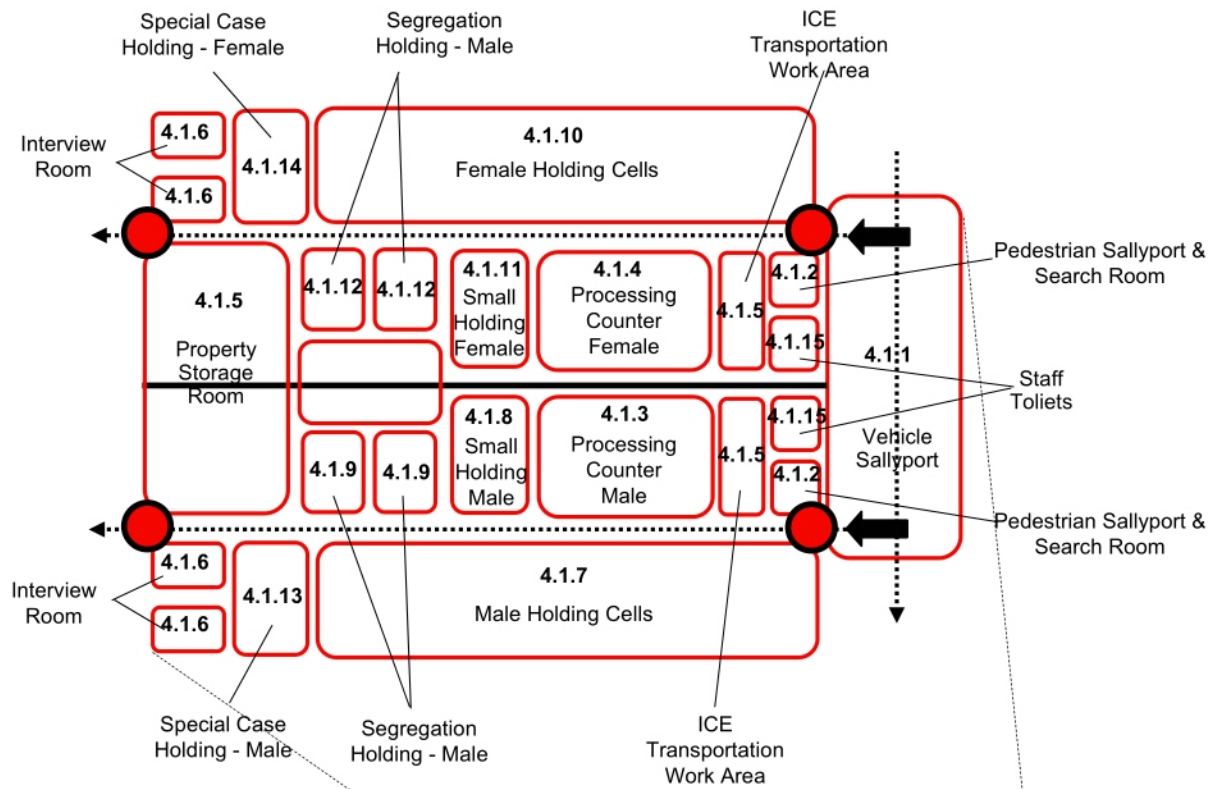 Special Case
Holding - Female
Segregation
Holding - Male
ICE
Transportation
Work Area
Interview
Room
4.1.6
4.1.6
4.1.14
4.1.10
Female Holding Cells
4.1.5
Property
Storage
Room
4.1.12
4.1.12
4.1.11
Small
Holding
Female
4.1.4
Processing
Counter
Female
4.1.5
4.1.2
4.1.15
4.1.1
Vehicle
Sallyport
Pedestrian Sallyport &
Search Room
Staff
Toliets
4.1.9
4.1.9
4.1.8
Small
Holding
Male
4.1.3
Processing
Counter
Male
4.1.5
4.1.15
4.1.2
Pedestrian Sallyport &
Search Room
Interview
Room
4.1.6
4.1.6
4.1.13
4.1.7
Male Holding Cells
Special Case
Holding - Male
Segregation
Holding - Male
ICE
Transportation
Work Area